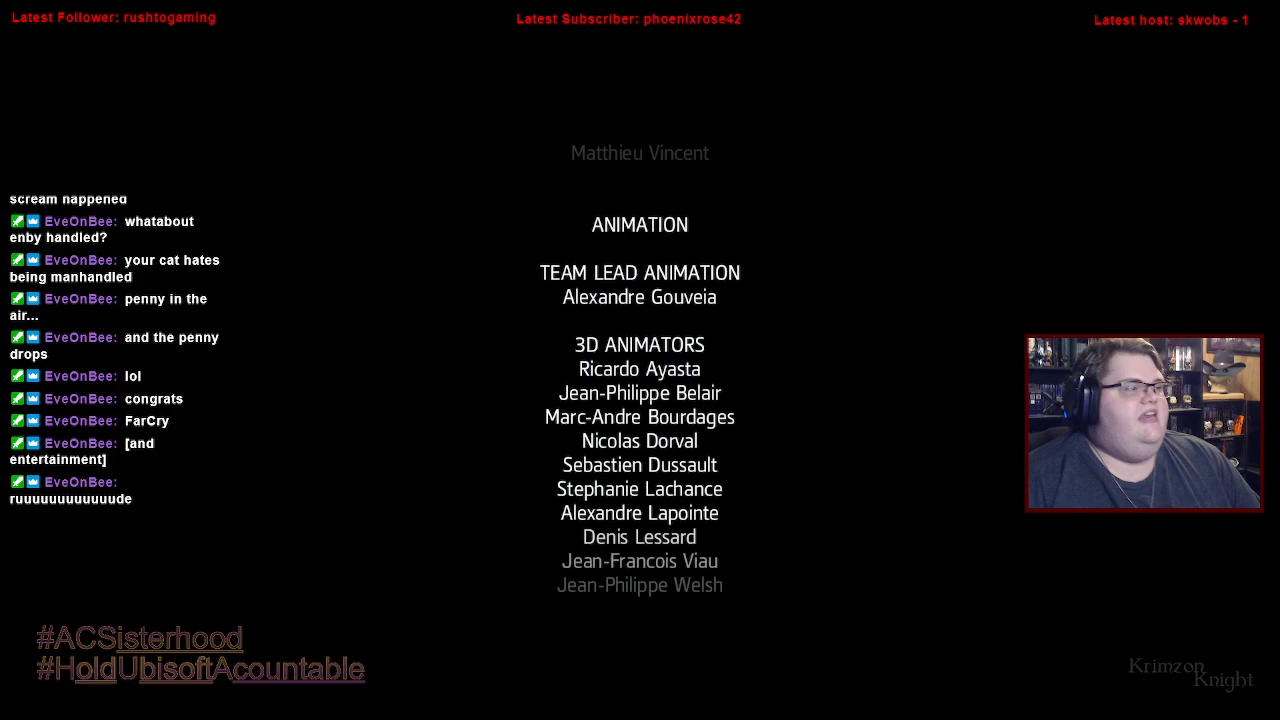 Latest Follower: rushtogaming
Latest Subscriber: phoenixrose42
Latest host: skwobs - 1
Matthieu Vincent
ANIMATION
TEAM LEAD ANIMATION
Alexandre Gouveia
3D ANIMATORS
Ricardo Ayasta
Jean-Philippe Belair
Marc-Andre Bourdages
Nicolas Dorval
Sebastien Dussault
Stephanie Lachance
Alexandre Lapointe
Denis Lessard
Jean-Francois Viau
Jean-Philippe Welsh
scream happened
EveOnBee: whatabout
enby handled?
EveOnBee: your cat hates
being manhandled
EveOnBee: penny in the
air...
EveOnBee: and the penny
drops
EveOnBee: lol
EveOnBee: congrats
EveOnBee: FarCry
EveOnBee: [and
entertainment]
EveOnBee:
ruuuuuuuuuuuude
#ACSisterhood
#HoldUbisoftAcountable
Krimzon
Knight